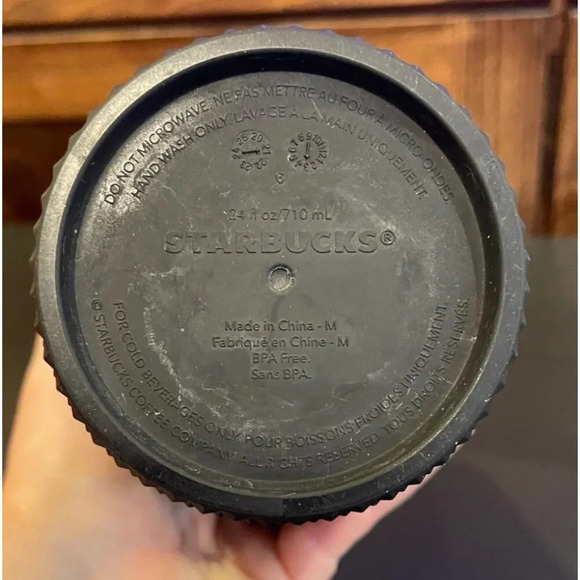 DO NOT MICROWAVE. NE PAS METTRE AU FOUR À MICRO-ONDES.
HAND WASH ONLY. LAVAGE À LA MAIN UNIQUEMENT.
6
24 fl oz/710 mL
STARBUCKS®
Made in China - M
Fabriqué en Chine - M
BPA Free.
Sans BPA.
FOR COLD BEVERAGES ONLY. POUR BOISSONS FROIDES UNIQUEMENT.
© STARBUCKS COFFEE COMPANY. ALL RIGHTS RESERVED. TOUS DROITS RÉSERVÉS.